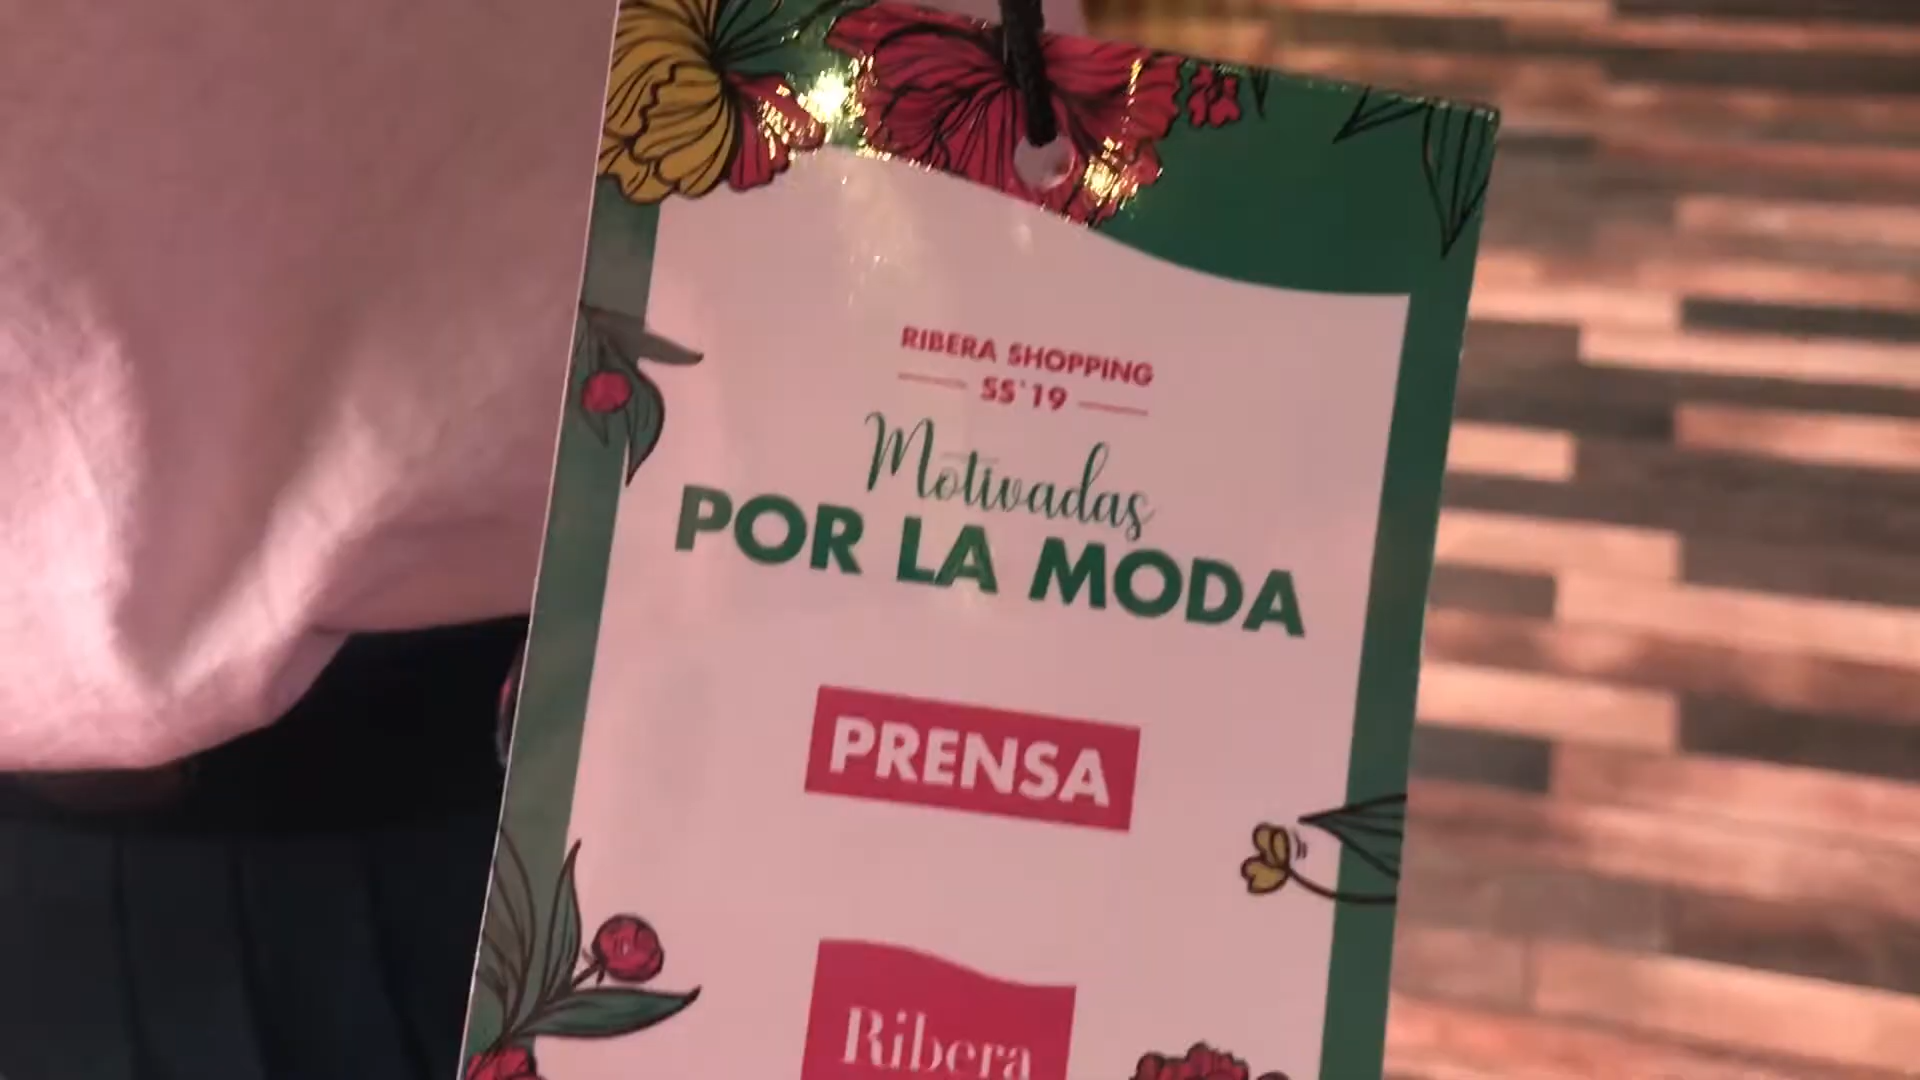 RIBERA SHOPPING
SS'19
Motivadas
POR LA MODA
PRENSA
Ribera